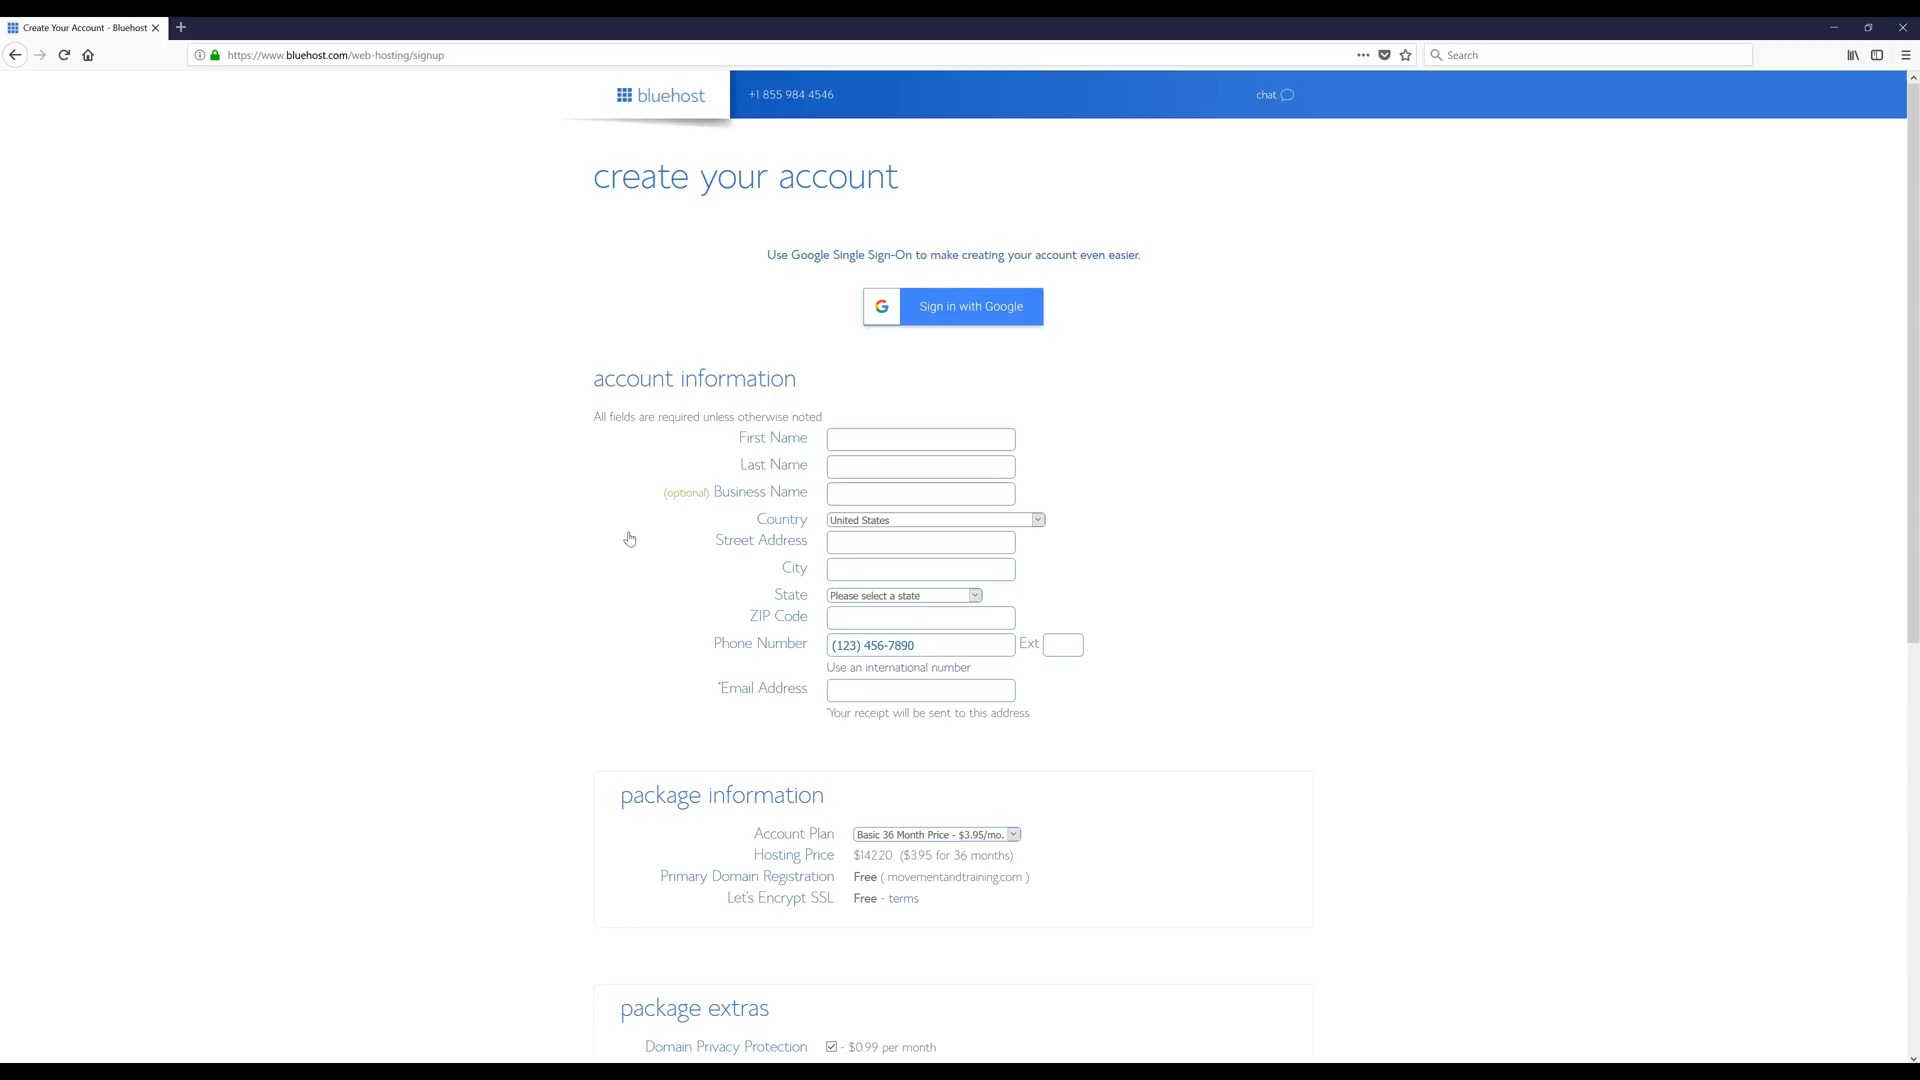 Create Your Account - Bluehost
https://www.bluehost.com/web-hosting/signup
Search
bluehost
+1 855 984 4546
chat
create your account
Use Google Single Sign-On to make creating your account even easier.
G Sign in with Google
account information
All fields are required unless otherwise noted.
First Name
Last Name
(optional) Business Name
Country United States
Street Address
City
State Please select a state
ZIP Code
Phone Number (123) 456-7890 Ext
Use an international number
*Email Address
*Your receipt will be sent to this address.
package information
Account Plan Basic 36 Month Price - $3.95/mo.
Hosting Price $142.20 ($3.95 for 36 months)
Primary Domain Registration Free ( movementandtraining.com )
Let's Encrypt SSL Free - terms
package extras
Domain Privacy Protection - $0.99 per month